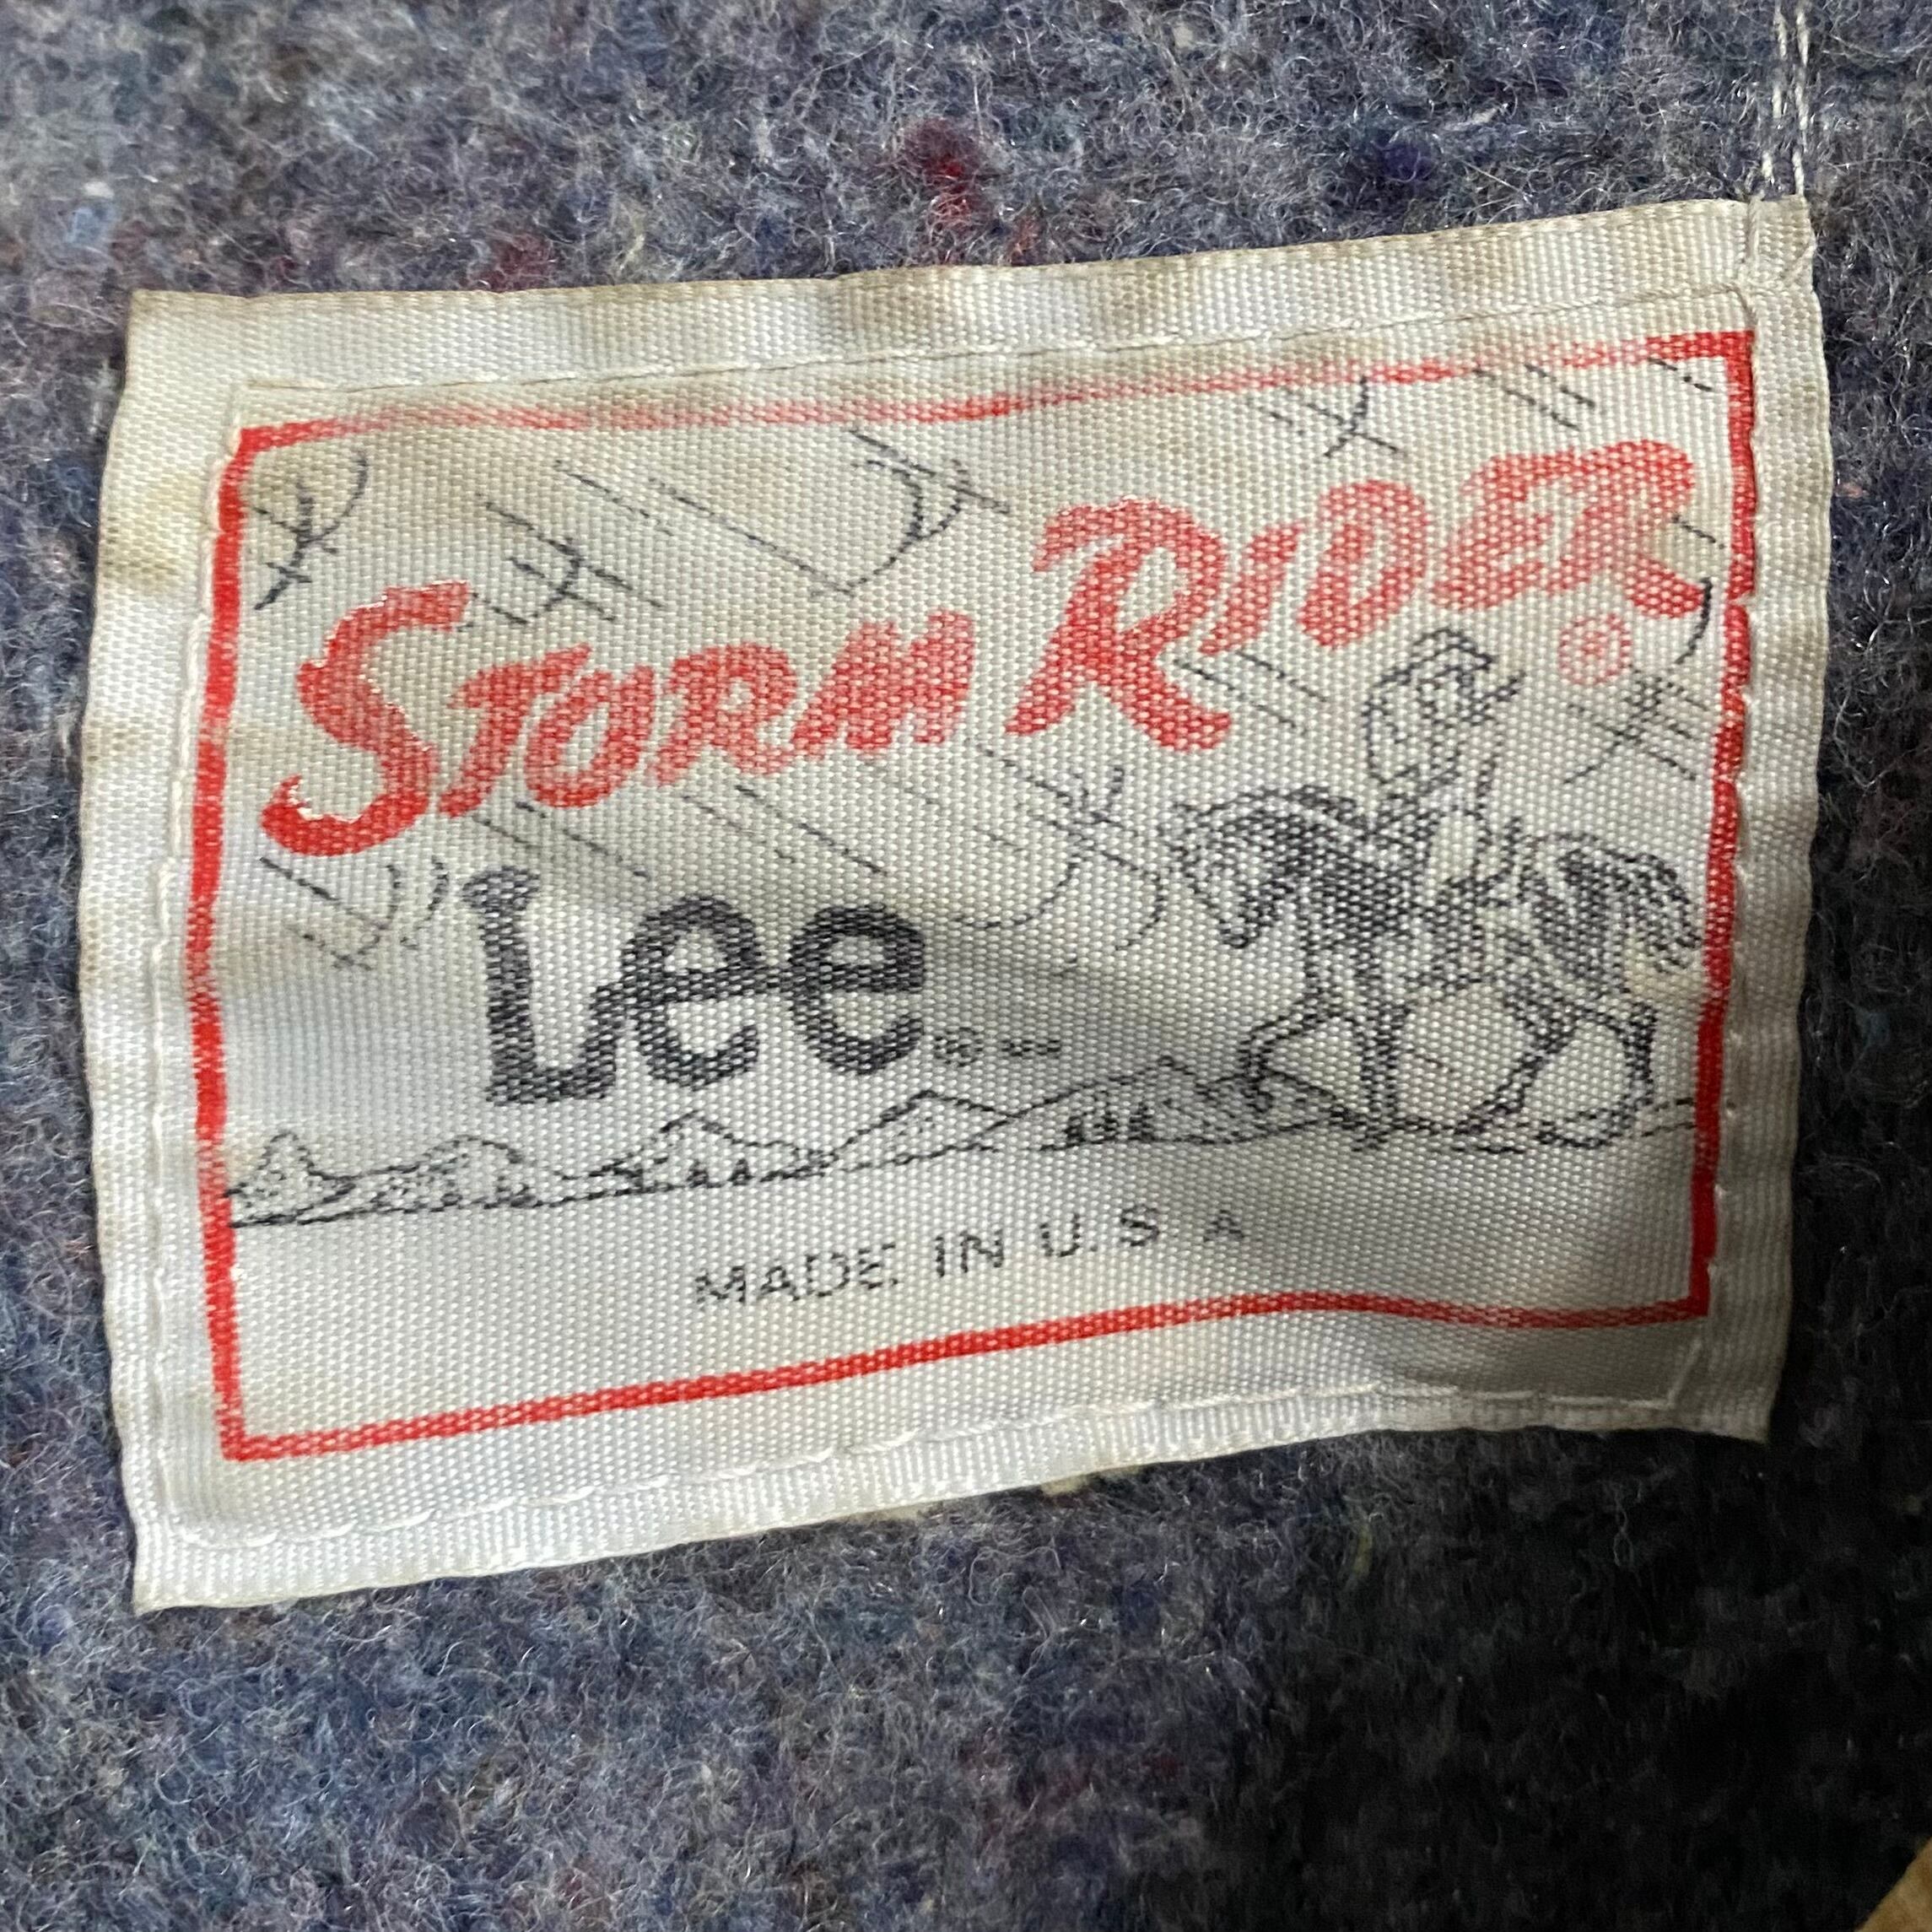 STORM RIDER ®
Lee ®
MADE IN U.S.A